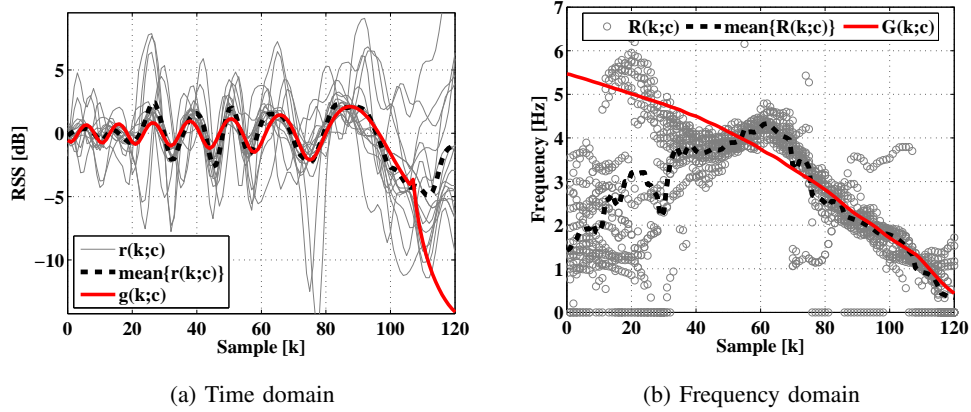 5
0
−5
−10
RSS [dB]
r(k;c)
mean{r(k;c)}
g(k;c)
0 20 40 60 80 100 120
Sample [k]
(a) Time domain
7
6
5
4
3
2
1
0
Frequency [Hz]
R(k;c) mean{R(k;c)} G(k;c)
0 20 40 60 80 100 120
Sample [k]
(b) Frequency domain